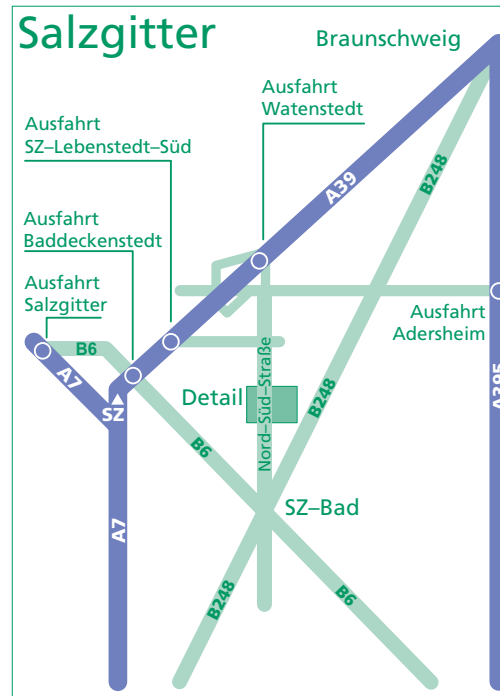 Salzgitter
Braunschweig
Ausfahrt
Watenstedt
Ausfahrt
SZ–Lebenstedt–Süd
A39
B248
Ausfahrt
Baddeckenstedt
Ausfahrt
Salzgitter
Ausfahrt
Adersheim
B6
A7
SZ
Nord–Süd–Straße
Detail
B248
A395
B6
SZ–Bad
A7
B248
B6